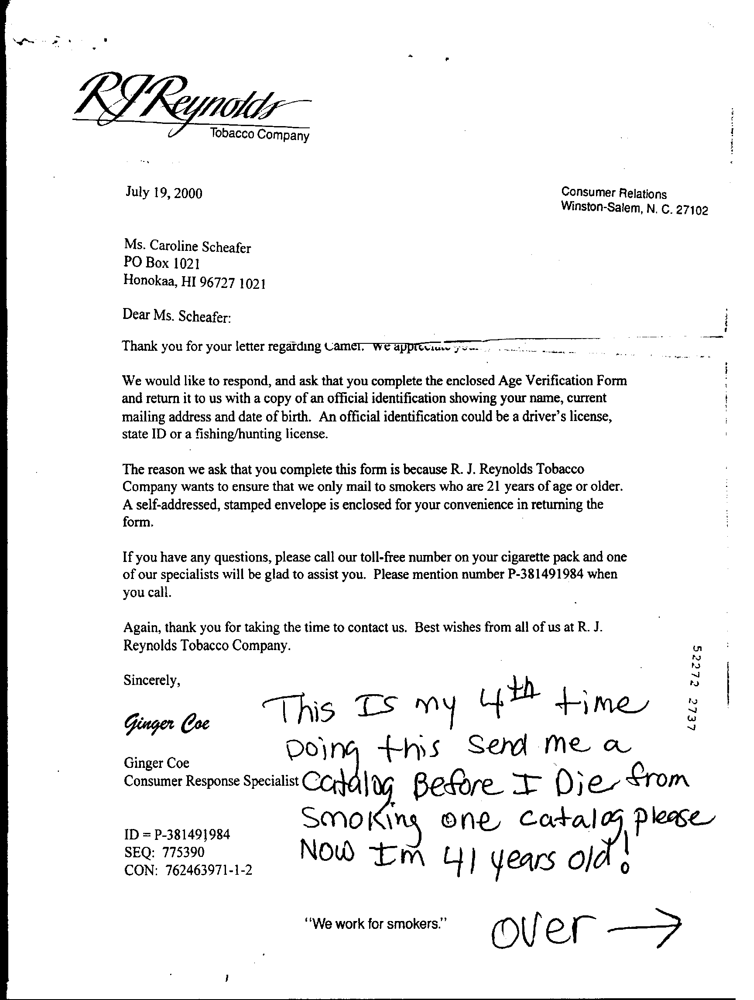 RJReynolds
Tobacco Company
July 19, 2000
Consumer Relations
Winston-Salem, N. C. 27102
Ms. Caroline Scheafer
PO Box 1021
Honokaa, HI 96727 1021
Dear Ms. Scheafer:
Thank you for your letter regarding Camel. We appreciate
We would like to respond, and ask that you complete the enclosed Age Verification Form
and return it to us with a copy of an official identification showing your name, current
mailing address and date of birth. An official identification could be a driver's license,
state ID or a fishing/hunting license.
The reason we ask that you complete this form is because R. J. Reynolds Tobacco
Company wants to ensure that we only mail to smokers who are 21 years of age or older.
A self-addressed, stamped envelope is enclosed for your convenience in returning the
form.
If you have any questions, please call our toll-free number on your cigarette pack and one
of our specialists will be glad to assist you. Please mention number P-381491984 when
you call.
Again, thank you for taking the time to contact us. Best wishes from all of us at R. J.
Reynolds Tobacco Company.
Sincerely,
Ginger Coe
Ginger Coe
Consumer Response Specialist
This Is my 4th time
Doing this send me a
Catalog Before I Die from
Smoking one catalog please
NOW I'm 41 years old!
ID = P-381491984
SEQ: 775390
CON: 762463971-1-2
"We work for smokers."
over →
52272 2737